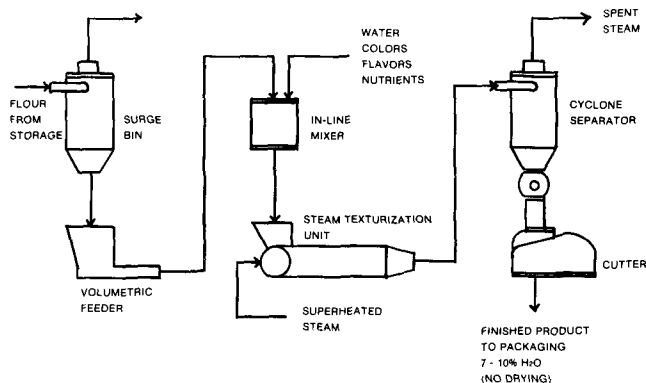 FLOUR
FROM
STORAGE
SURGE
BIN
VOLUMETRIC
FEEDER
WATER
COLORS
FLAVORS
NUTRIENTS
IN-LINE
MIXER
STEAM TEXTURIZATION
UNIT
SUPERHEATED
STEAM
SPENT
STEAM
CYCLONE
SEPARATOR
CUTTER
FINISHED PRODUCT
TO PACKAGING
7 - 10% H₂O
(NO DRYING)